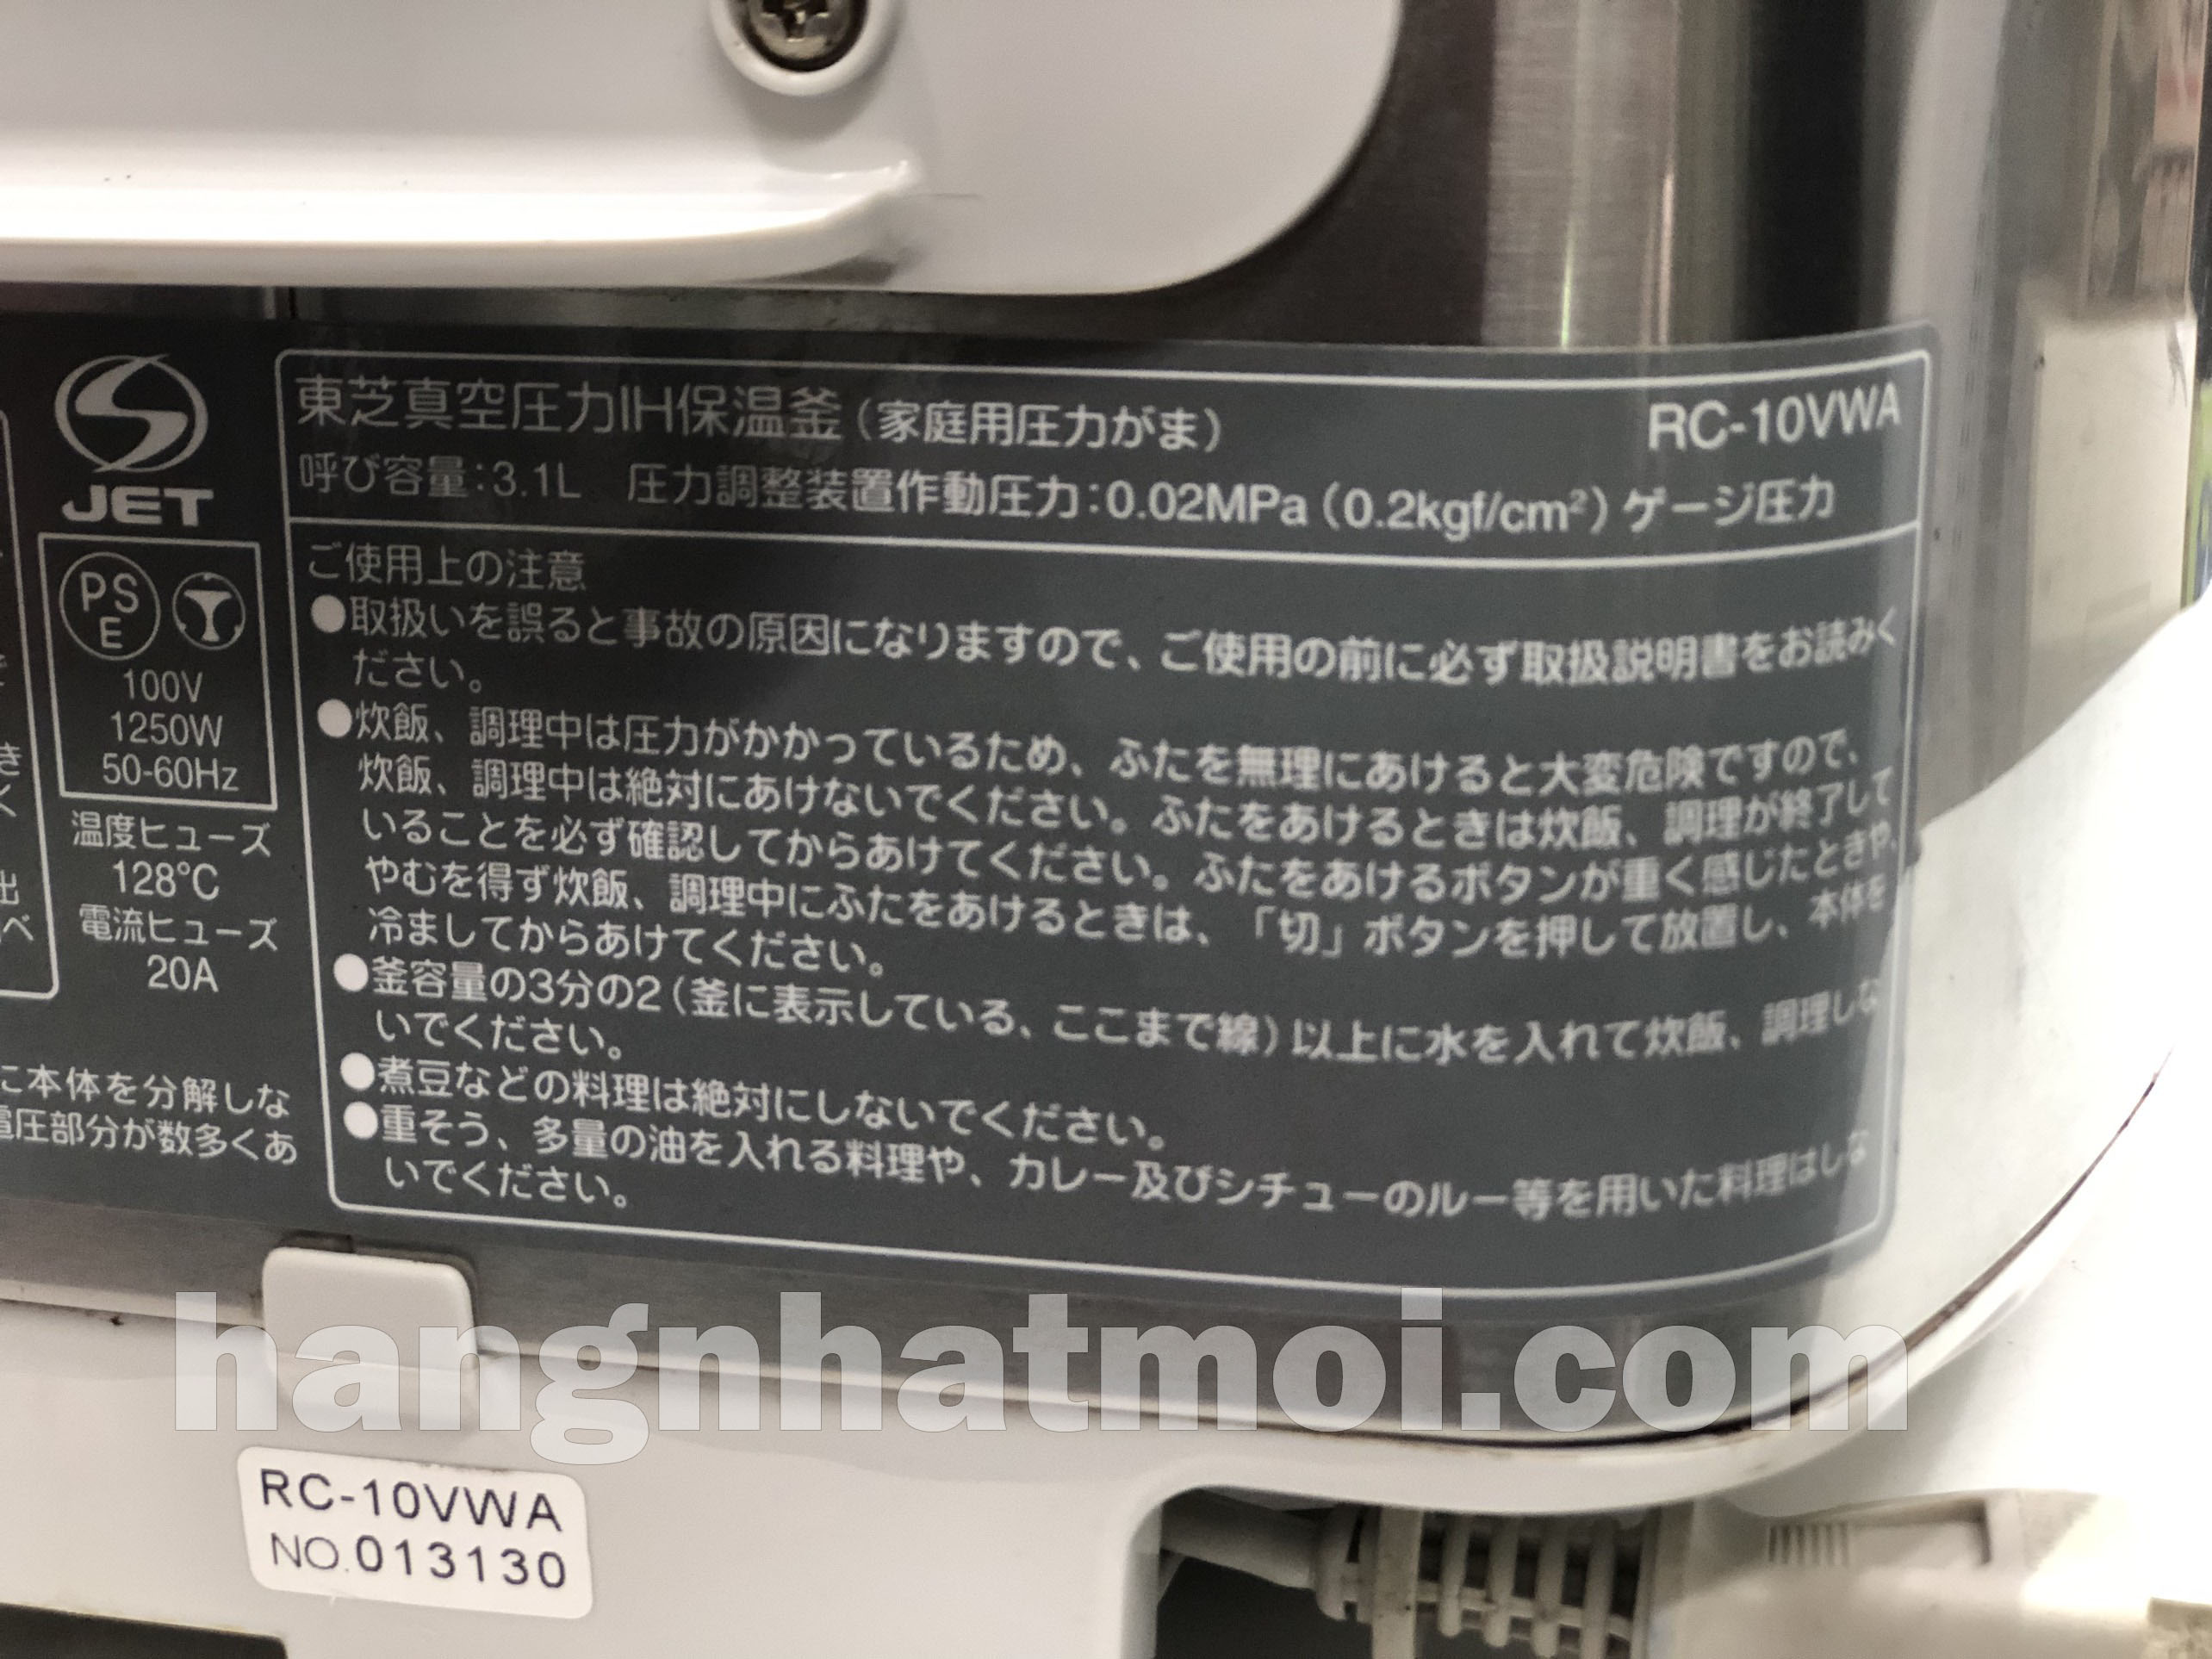 JET
PS
E
100V
1250W
50-60Hz
温度ヒューズ
128℃
電流ヒューズ
20A
に本体を分解しな
電圧部分が数多くあ
東芝真空圧力IH保温釜（家庭用圧力がま） RC-10VWA
呼び容量：3.1L 圧力調整装置作動圧力：0.02MPa（0.2kgf/cm²）ゲージ圧力
ご使用上の注意
●取扱いを誤ると事故の原因になりますので、ご使用の前に必ず取扱説明書をお読みく
ださい。
●炊飯、調理中は圧力がかかっているため、ふたを無理にあけると大変危険ですので、
炊飯、調理中は絶対にあけないでください。ふたをあけるときは炊飯、調理が終了して
いることを必ず確認してからあけてください。ふたをあけるボタンが重く感じたときや、
やむを得ず炊飯、調理中にふたをあけるときは、「切」ボタンを押して放置し、本体を
冷ましてからあけてください。
●釜容量の3分の2（釜に表示している、ここまで線）以上に水を入れて炊飯、調理しな
いでください。
●煮豆などの料理は絶対にしないでください。
●重そう、多量の油を入れる料理や、カレー及びシチューのルー等を用いた料理はしな
いでください。
hangnhatmoi.com
RC-10VWA
NO.013130